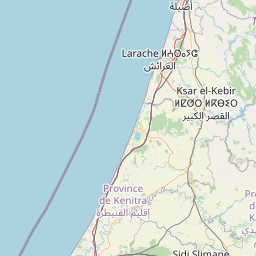 أصيلة
Larache ⵍⵄⵔⴰⵢⵛ
العرائش
Ksar el-Kebir
ⵍⵇⵚⵔ ⵍⴽⴱⵉⵔ
القصر الكبير
Province
de Kenitra
إقليم القنيطرة
Sidi Slimane